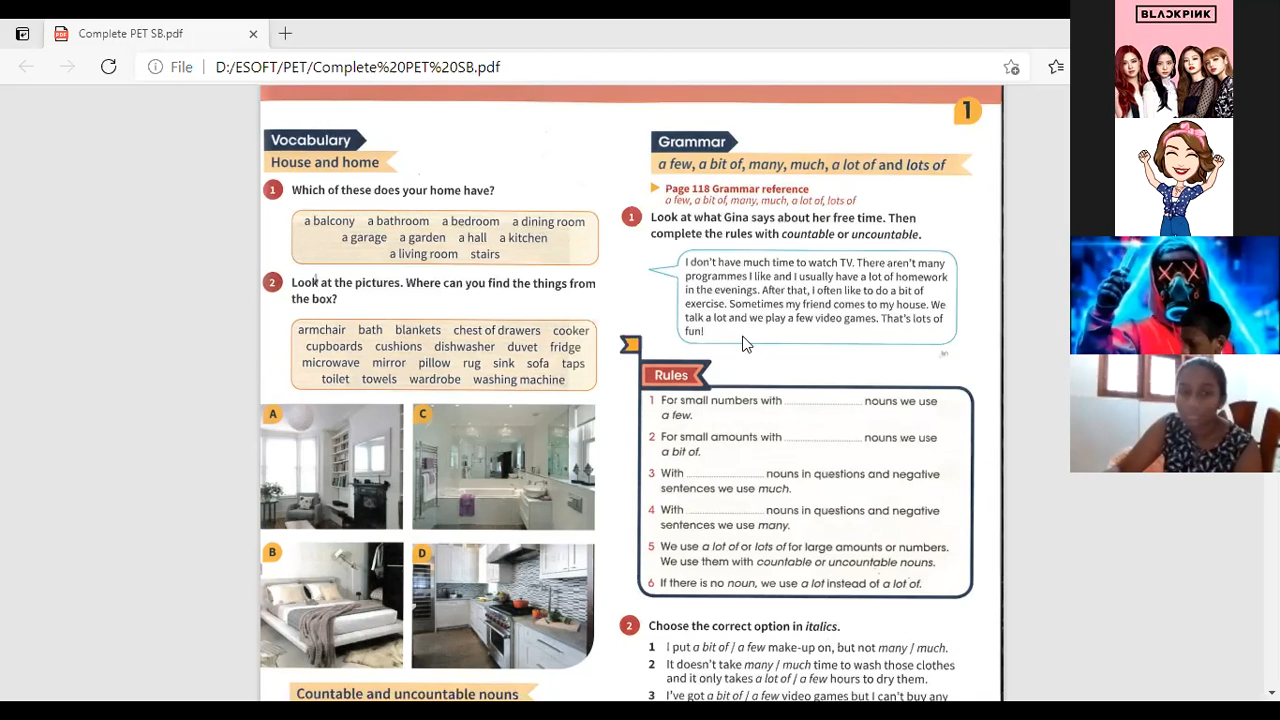 Complete PET SB.pdf
File D:/ESOFT/PET/Complete%20PET%20SB.pdf
BLACKPINK
1
Vocabulary
House and home
1 Which of these does your home have?
a balcony a bathroom a bedroom a dining room
a garage a garden a hall a kitchen
a living room stairs
2 Look at the pictures. Where can you find the things from
the box?
armchair bath blankets chest of drawers cooker
cupboards cushions dishwasher duvet fridge
microwave mirror pillow rug sink sofa taps
toilet towels wardrobe washing machine
A
C
B
D
Countable and uncountable nouns
Grammar
a few, a bit of, many, much, a lot of and lots of
Page 118 Grammar reference
a few, a bit of, many, much, a lot of, lots of
1 Look at what Gina says about her free time. Then
complete the rules with countable or uncountable.
I don't have much time to watch TV. There aren't many
programmes I like and I usually have a lot of homework
in the evenings. After that, I often like to do a bit of
exercise. Sometimes my friend comes to my house. We
talk a lot and we play a few video games. That's lots of
fun!
Rules
1 For small numbers with .................... nouns we use
a few.
2 For small amounts with .................... nouns we use
a bit of.
3 With .................... nouns in questions and negative
sentences we use much.
4 With .................... nouns in questions and negative
sentences we use many.
5 We use a lot of or lots of for large amounts or numbers.
We use them with countable or uncountable nouns.
6 If there is no noun, we use a lot instead of a lot of.
2 Choose the correct option in italics.
1 I put a bit of / a few make-up on, but not many / much.
2 It doesn't take many / much time to wash those clothes
and it only takes a lot of / a few hours to dry them.
3 I've got a bit of / a few video games but I can't buy any